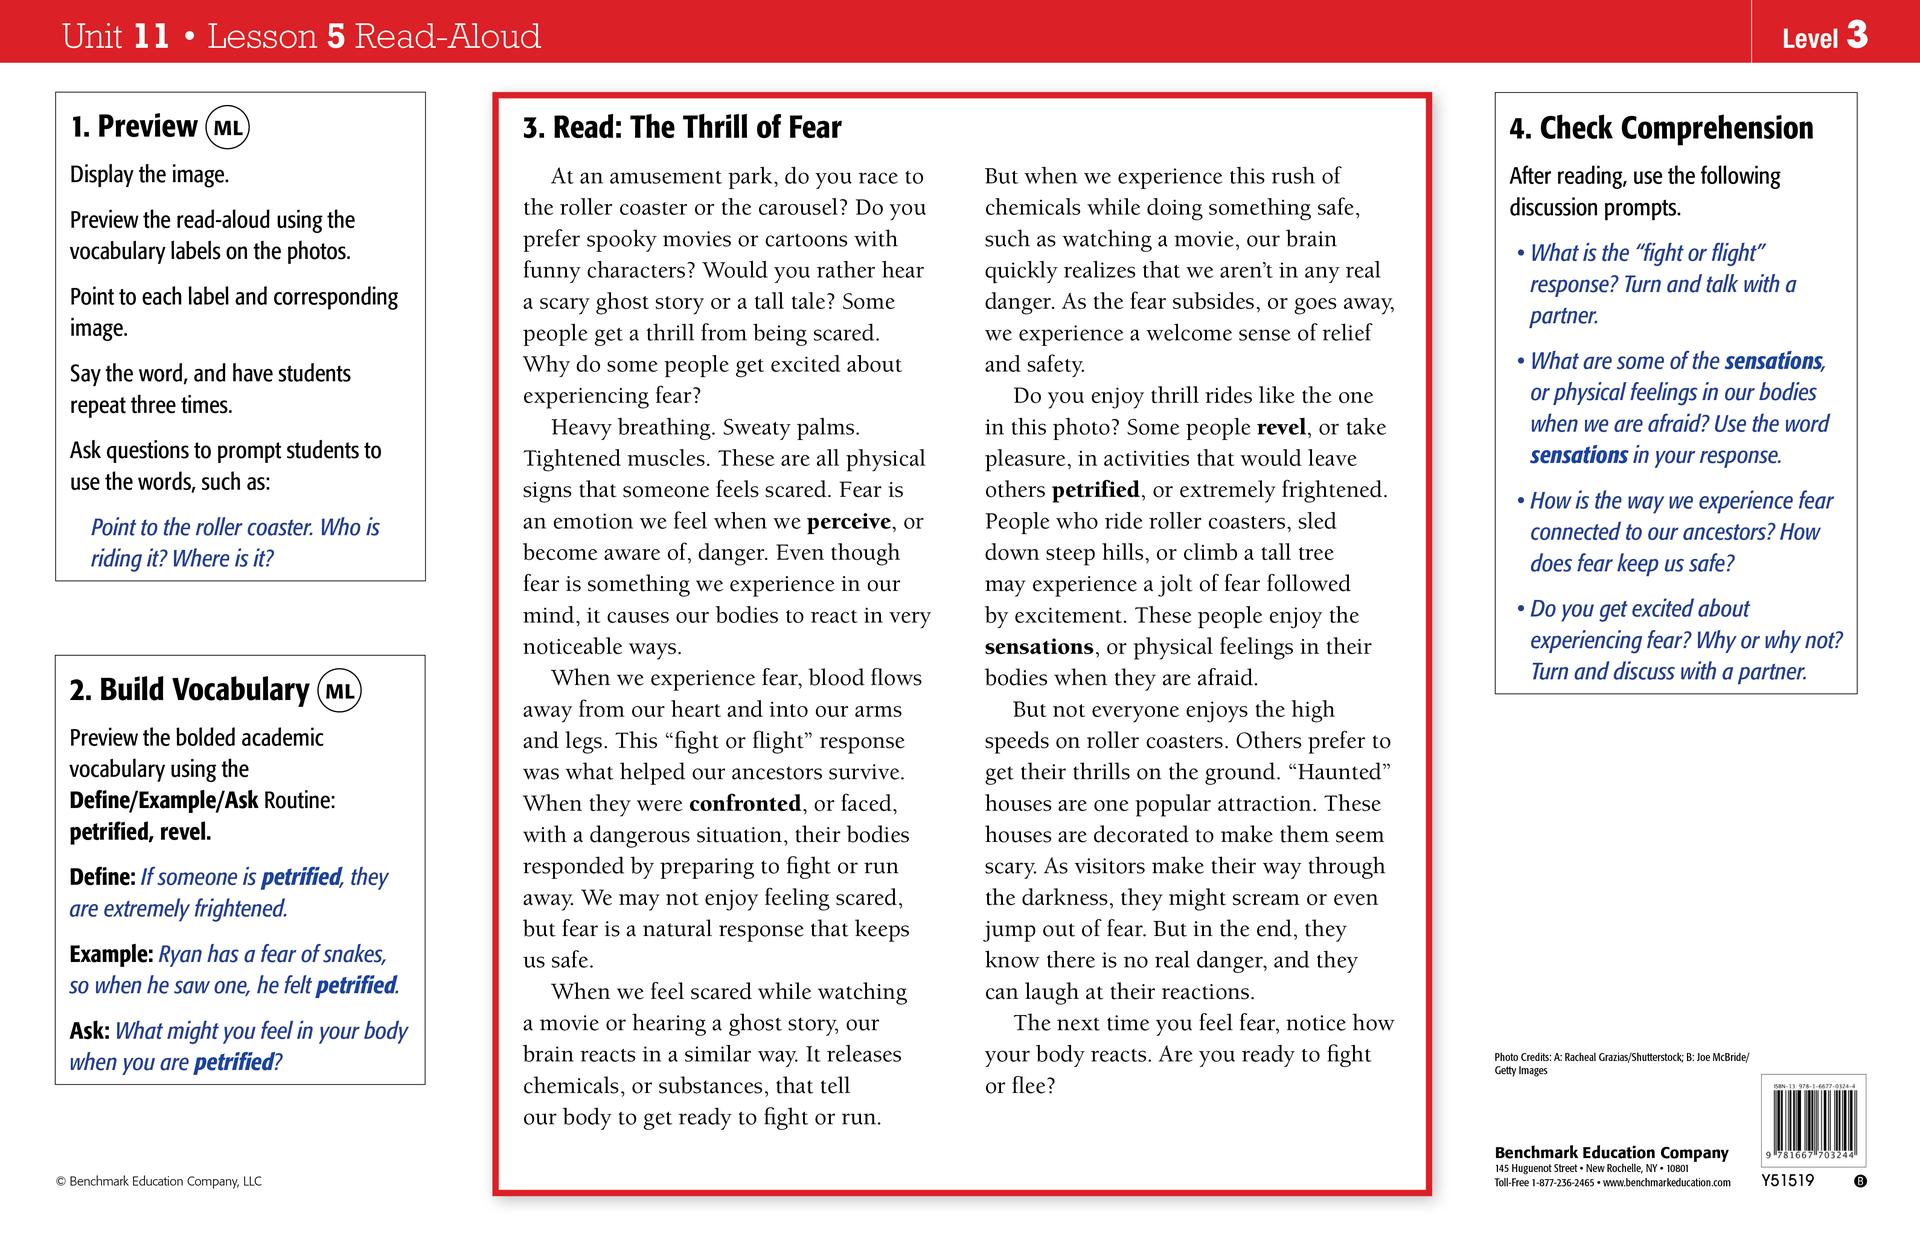 Unit 11 • Lesson 5 Read-Aloud
Level 3
1. Preview ML
Display the image.
Preview the read-aloud using the
vocabulary labels on the photos.
Point to each label and corresponding
image.
Say the word, and have students
repeat three times.
Ask questions to prompt students to
use the words, such as:
Point to the roller coaster. Who is
riding it? Where is it?
2. Build Vocabulary ML
Preview the bolded academic
vocabulary using the
Define/Example/Ask Routine:
petrified, revel.
Define: If someone is petrified, they
are extremely frightened.
Example: Ryan has a fear of snakes,
so when he saw one, he felt petrified.
Ask: What might you feel in your body
when you are petrified?
© Benchmark Education Company, LLC
3. Read: The Thrill of Fear
At an amusement park, do you race to
the roller coaster or the carousel? Do you
prefer spooky movies or cartoons with
funny characters? Would you rather hear
a scary ghost story or a tall tale? Some
people get a thrill from being scared.
Why do some people get excited about
experiencing fear?
Heavy breathing. Sweaty palms.
Tightened muscles. These are all physical
signs that someone feels scared. Fear is
an emotion we feel when we perceive, or
become aware of, danger. Even though
fear is something we experience in our
mind, it causes our bodies to react in very
noticeable ways.
When we experience fear, blood flows
away from our heart and into our arms
and legs. This “fight or flight” response
was what helped our ancestors survive.
When they were confronted, or faced,
with a dangerous situation, their bodies
responded by preparing to fight or run
away. We may not enjoy feeling scared,
but fear is a natural response that keeps
us safe.
When we feel scared while watching
a movie or hearing a ghost story, our
brain reacts in a similar way. It releases
chemicals, or substances, that tell
our body to get ready to fight or run.
But when we experience this rush of
chemicals while doing something safe,
such as watching a movie, our brain
quickly realizes that we aren’t in any real
danger. As the fear subsides, or goes away,
we experience a welcome sense of relief
and safety.
Do you enjoy thrill rides like the one
in this photo? Some people revel, or take
pleasure, in activities that would leave
others petrified, or extremely frightened.
People who ride roller coasters, sled
down steep hills, or climb a tall tree
may experience a jolt of fear followed
by excitement. These people enjoy the
sensations, or physical feelings in their
bodies when they are afraid.
But not everyone enjoys the high
speeds on roller coasters. Others prefer to
get their thrills on the ground. “Haunted”
houses are one popular attraction. These
houses are decorated to make them seem
scary. As visitors make their way through
the darkness, they might scream or even
jump out of fear. But in the end, they
know there is no real danger, and they
can laugh at their reactions.
The next time you feel fear, notice how
your body reacts. Are you ready to fight
or flee?
4. Check Comprehension
After reading, use the following
discussion prompts.
• What is the “fight or flight”
response? Turn and talk with a
partner.
• What are some of the sensations,
or physical feelings in our bodies
when we are afraid? Use the word
sensations in your response.
• How is the way we experience fear
connected to our ancestors? How
does fear keep us safe?
• Do you get excited about
experiencing fear? Why or why not?
Turn and discuss with a partner.
Photo Credits: A: Racheal Grazias/Shutterstock; B: Joe McBride/
Getty Images
Benchmark Education Company
145 Huguenot Street • New Rochelle, NY • 10801
Toll-Free 1-877-236-2465 • www.benchmarkeducation.com
ISBN-13 978-1-6677-0324-4
9 781667 703244
Y51519
B